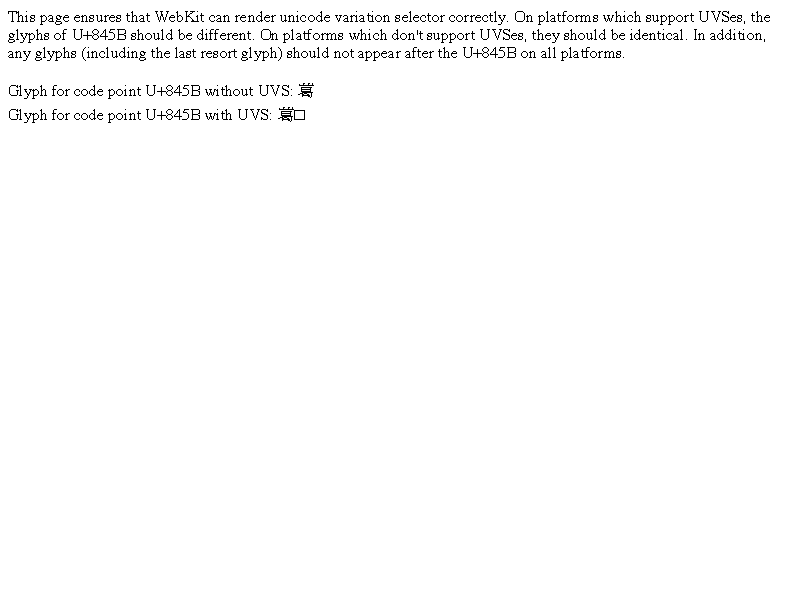 This page ensures that WebKit can render unicode variation selector correctly. On platforms which support UVSes, the
glyphs of U+845B should be different. On platforms which don't support UVSes, they should be identical. In addition,
any glyphs (including the last resort glyph) should not appear after the U+845B on all platforms.
Glyph for code point U+845B without UVS: 葛
Glyph for code point U+845B with UVS: 葛□